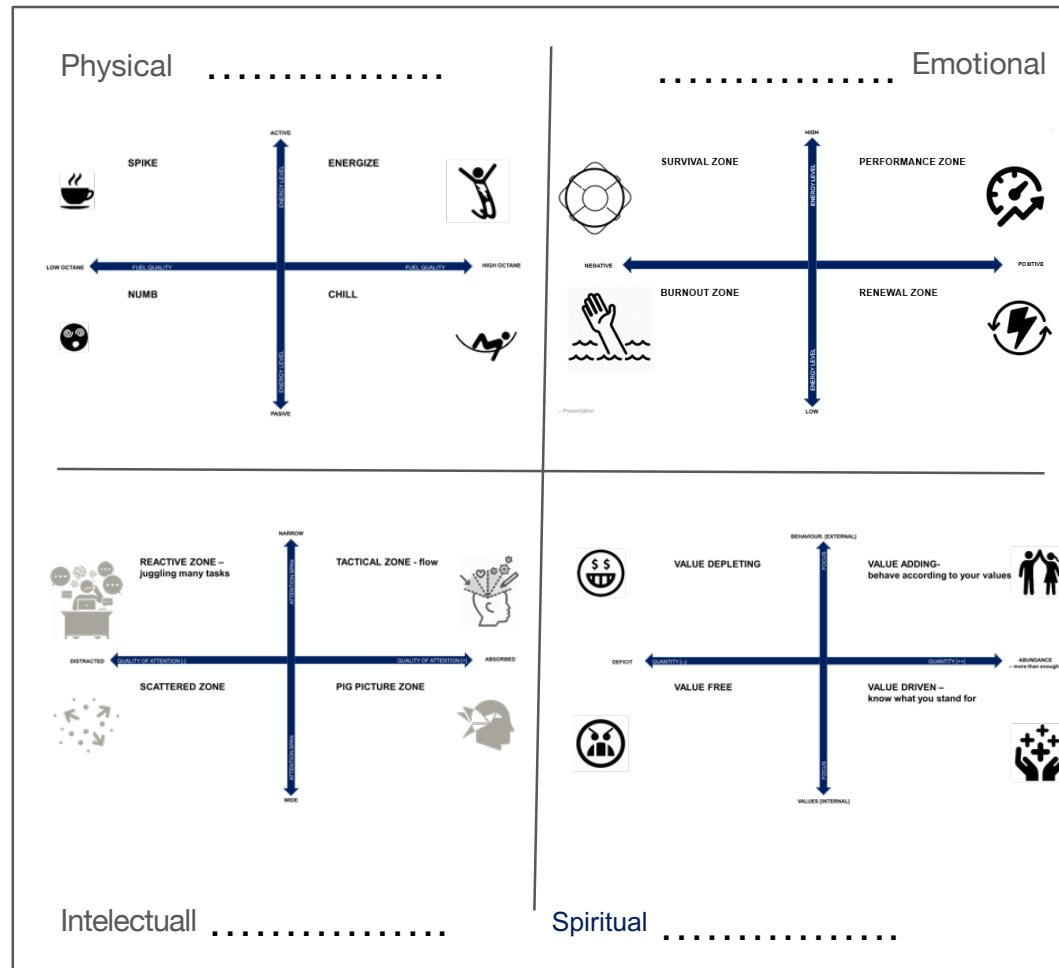 Physical ................
................ Emotional
ACTIVE
SPIKE
ENERGIZE
ENERGY LEVEL
LOW OCTANE
FUEL QUALITY
FUEL QUALITY
HIGH OCTANE
NUMB
CHILL
ENERGY LEVEL
PASIVE
HIGH
SURVIVAL ZONE
PERFORMANCE ZONE
ENERGY LEVEL
NEGATIVE
POSITIVE
BURNOUT ZONE
RENEWAL ZONE
ENERGY LEVEL
LOW
– Presentation
NARROW
REACTIVE ZONE –
juggling many tasks
TACTICAL ZONE - flow
ATTENTION SPAN
DISTRACTED
QUALITY OF ATTENTION [-]
QUALITY OF ATTENTION [+]
ABSORBED
SCATTERED ZONE
PIG PICTURE ZONE
ATTENTION SPAN
WIDE
BEHAVIOUR. [EXTERNAL]
$ $
VALUE DEPLETING
VALUE ADDING-
behave according to your values
FOCUS
DEFICIT
QUANTITY [--]
QUANTITY [++]
ABUNDANCE
– more than enough
VALUE FREE
VALUE DRIVEN –
know what you stand for
FOCUS
VALUES [INTERNAL]
Intelectuall ................
Spiritual ................